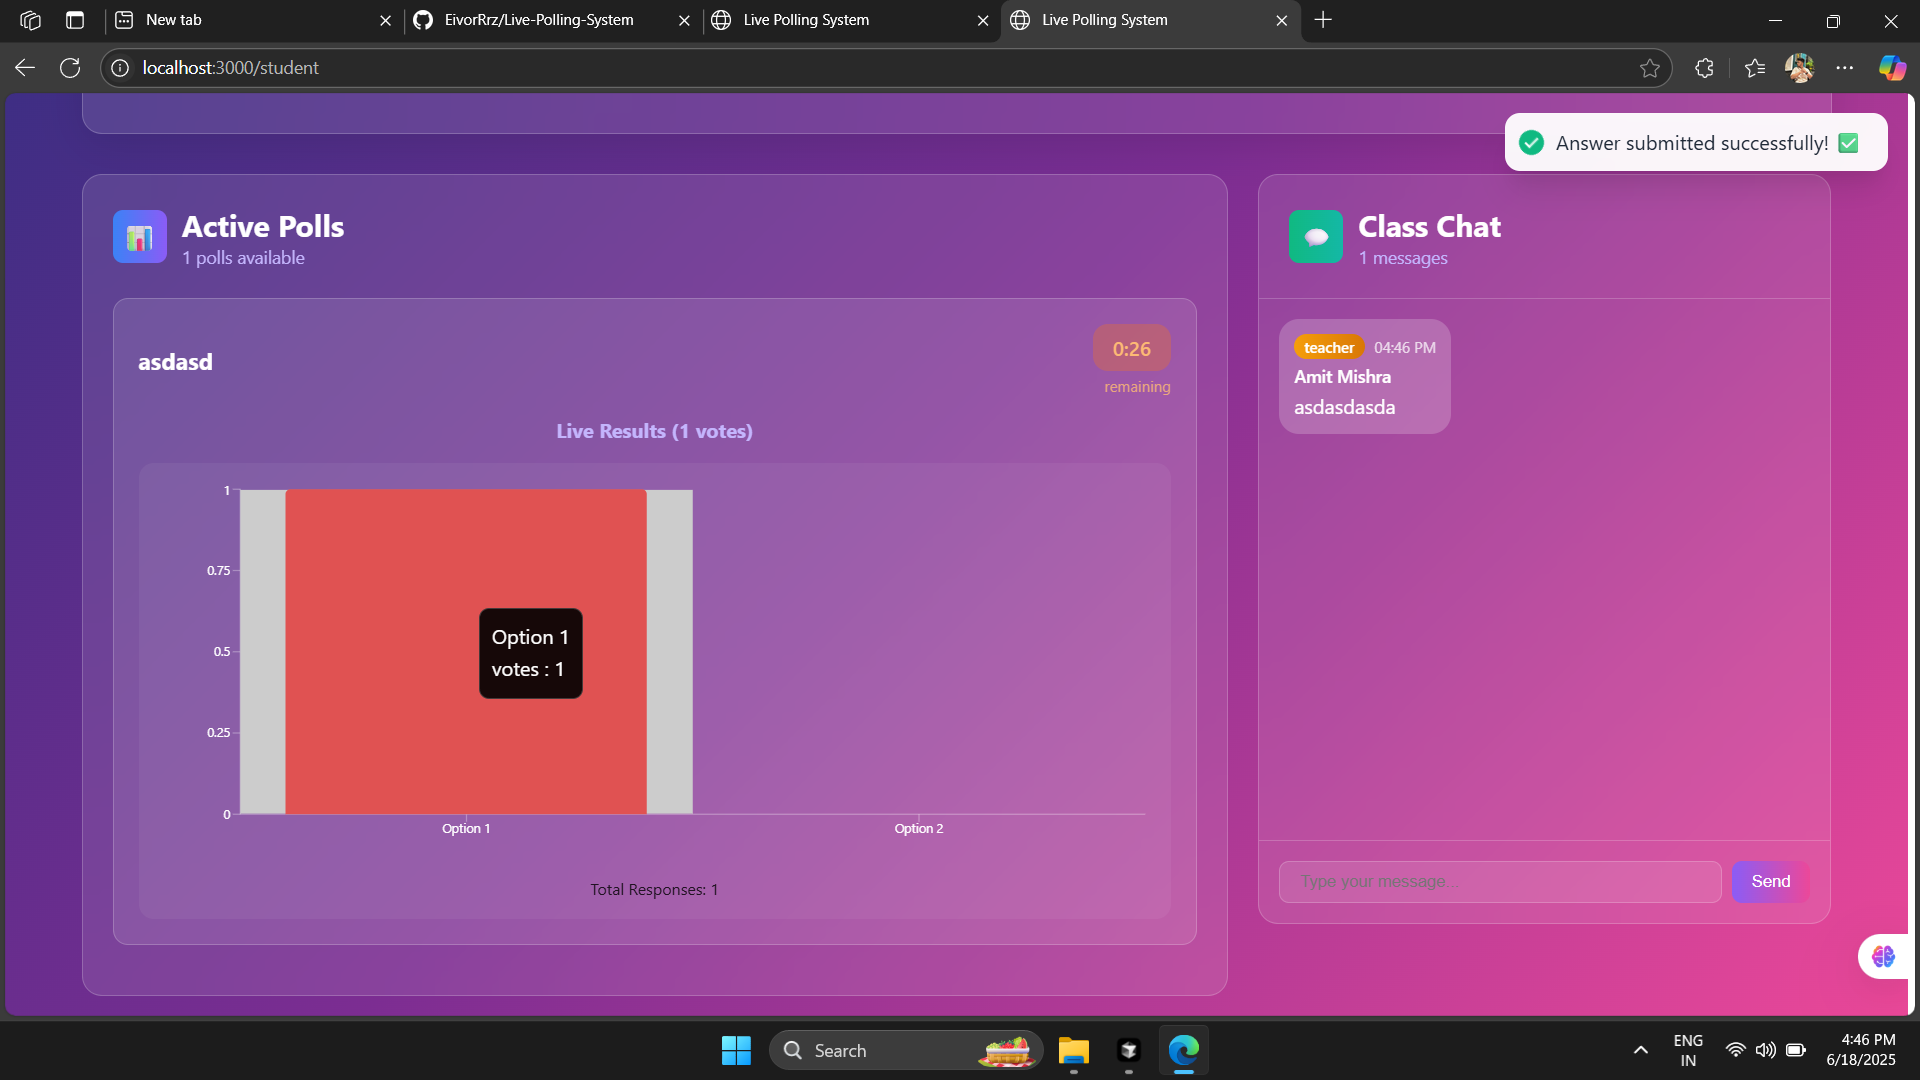 New tab
EivorRrz/Live-Polling-System
Live Polling System
Live Polling System
localhost:3000/student
Answer submitted successfully!
Active Polls
1 polls available
asdasd
0:26
remaining
Live Results (1 votes)
1
0.75
0.5
0.25
0
Option 1
votes : 1
Option 1
Option 2
Total Responses: 1
Class Chat
1 messages
teacher 04:46 PM
Amit Mishra
asdasdasda
Type your message...
Send
Search
ENG
IN
4:46 PM
6/18/2025